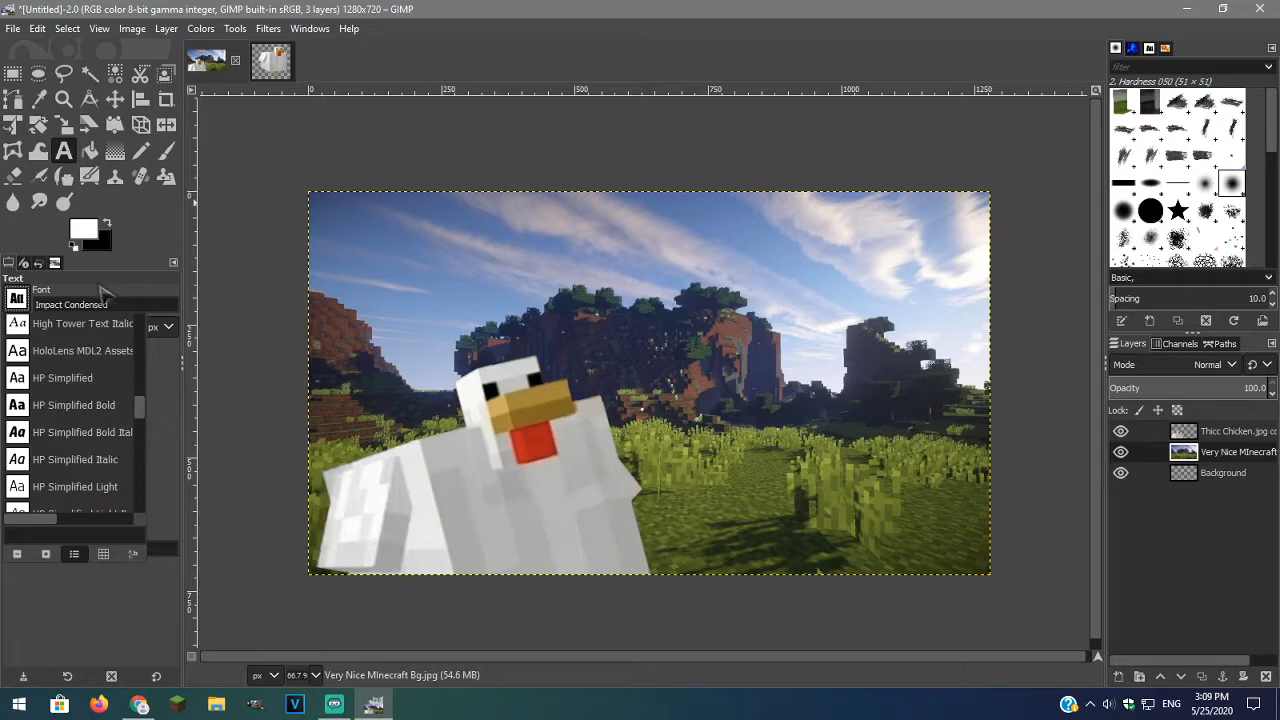 [Untitled]-2.0 (RGB color 8-bit gamma integer, GIMP built-in sRGB, 3 layers) 1280x720 – GIMP
File Edit Select View Image Layer Colors Tools Filters Windows Help
filter
2. Hardness 050 (51 × 51)
0 250 500 750 1000 1250
Text
Font
Impact Condensed
High Tower Text Italic
px
HoloLens MDL2 Assets
HP Simplified
HP Simplified Bold
HP Simplified Bold Ital
HP Simplified Italic
HP Simplified Light
Basic,
Spacing 10.0
Layers Channels Paths
Mode Normal
Opacity 100.0
Lock:
Thicc Chicken.jpg co
Very Nice MInecraft
Background
px 66.7 Very Nice MInecraft Bg.jpg (54.6 MB)
3:09 PM
5/25/2020